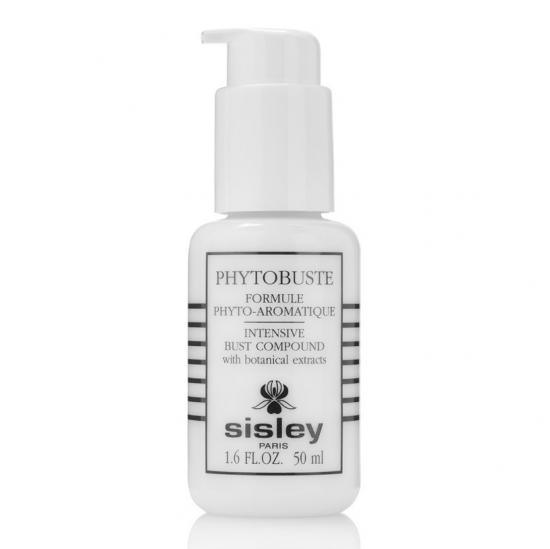 PHYTOBUSTE
FORMULE
PHYTO-AROMATIQUE
INTENSIVE
BUST COMPOUND
with botanical extracts
sisley
PARIS
1.6 FL.OZ. 50 ml